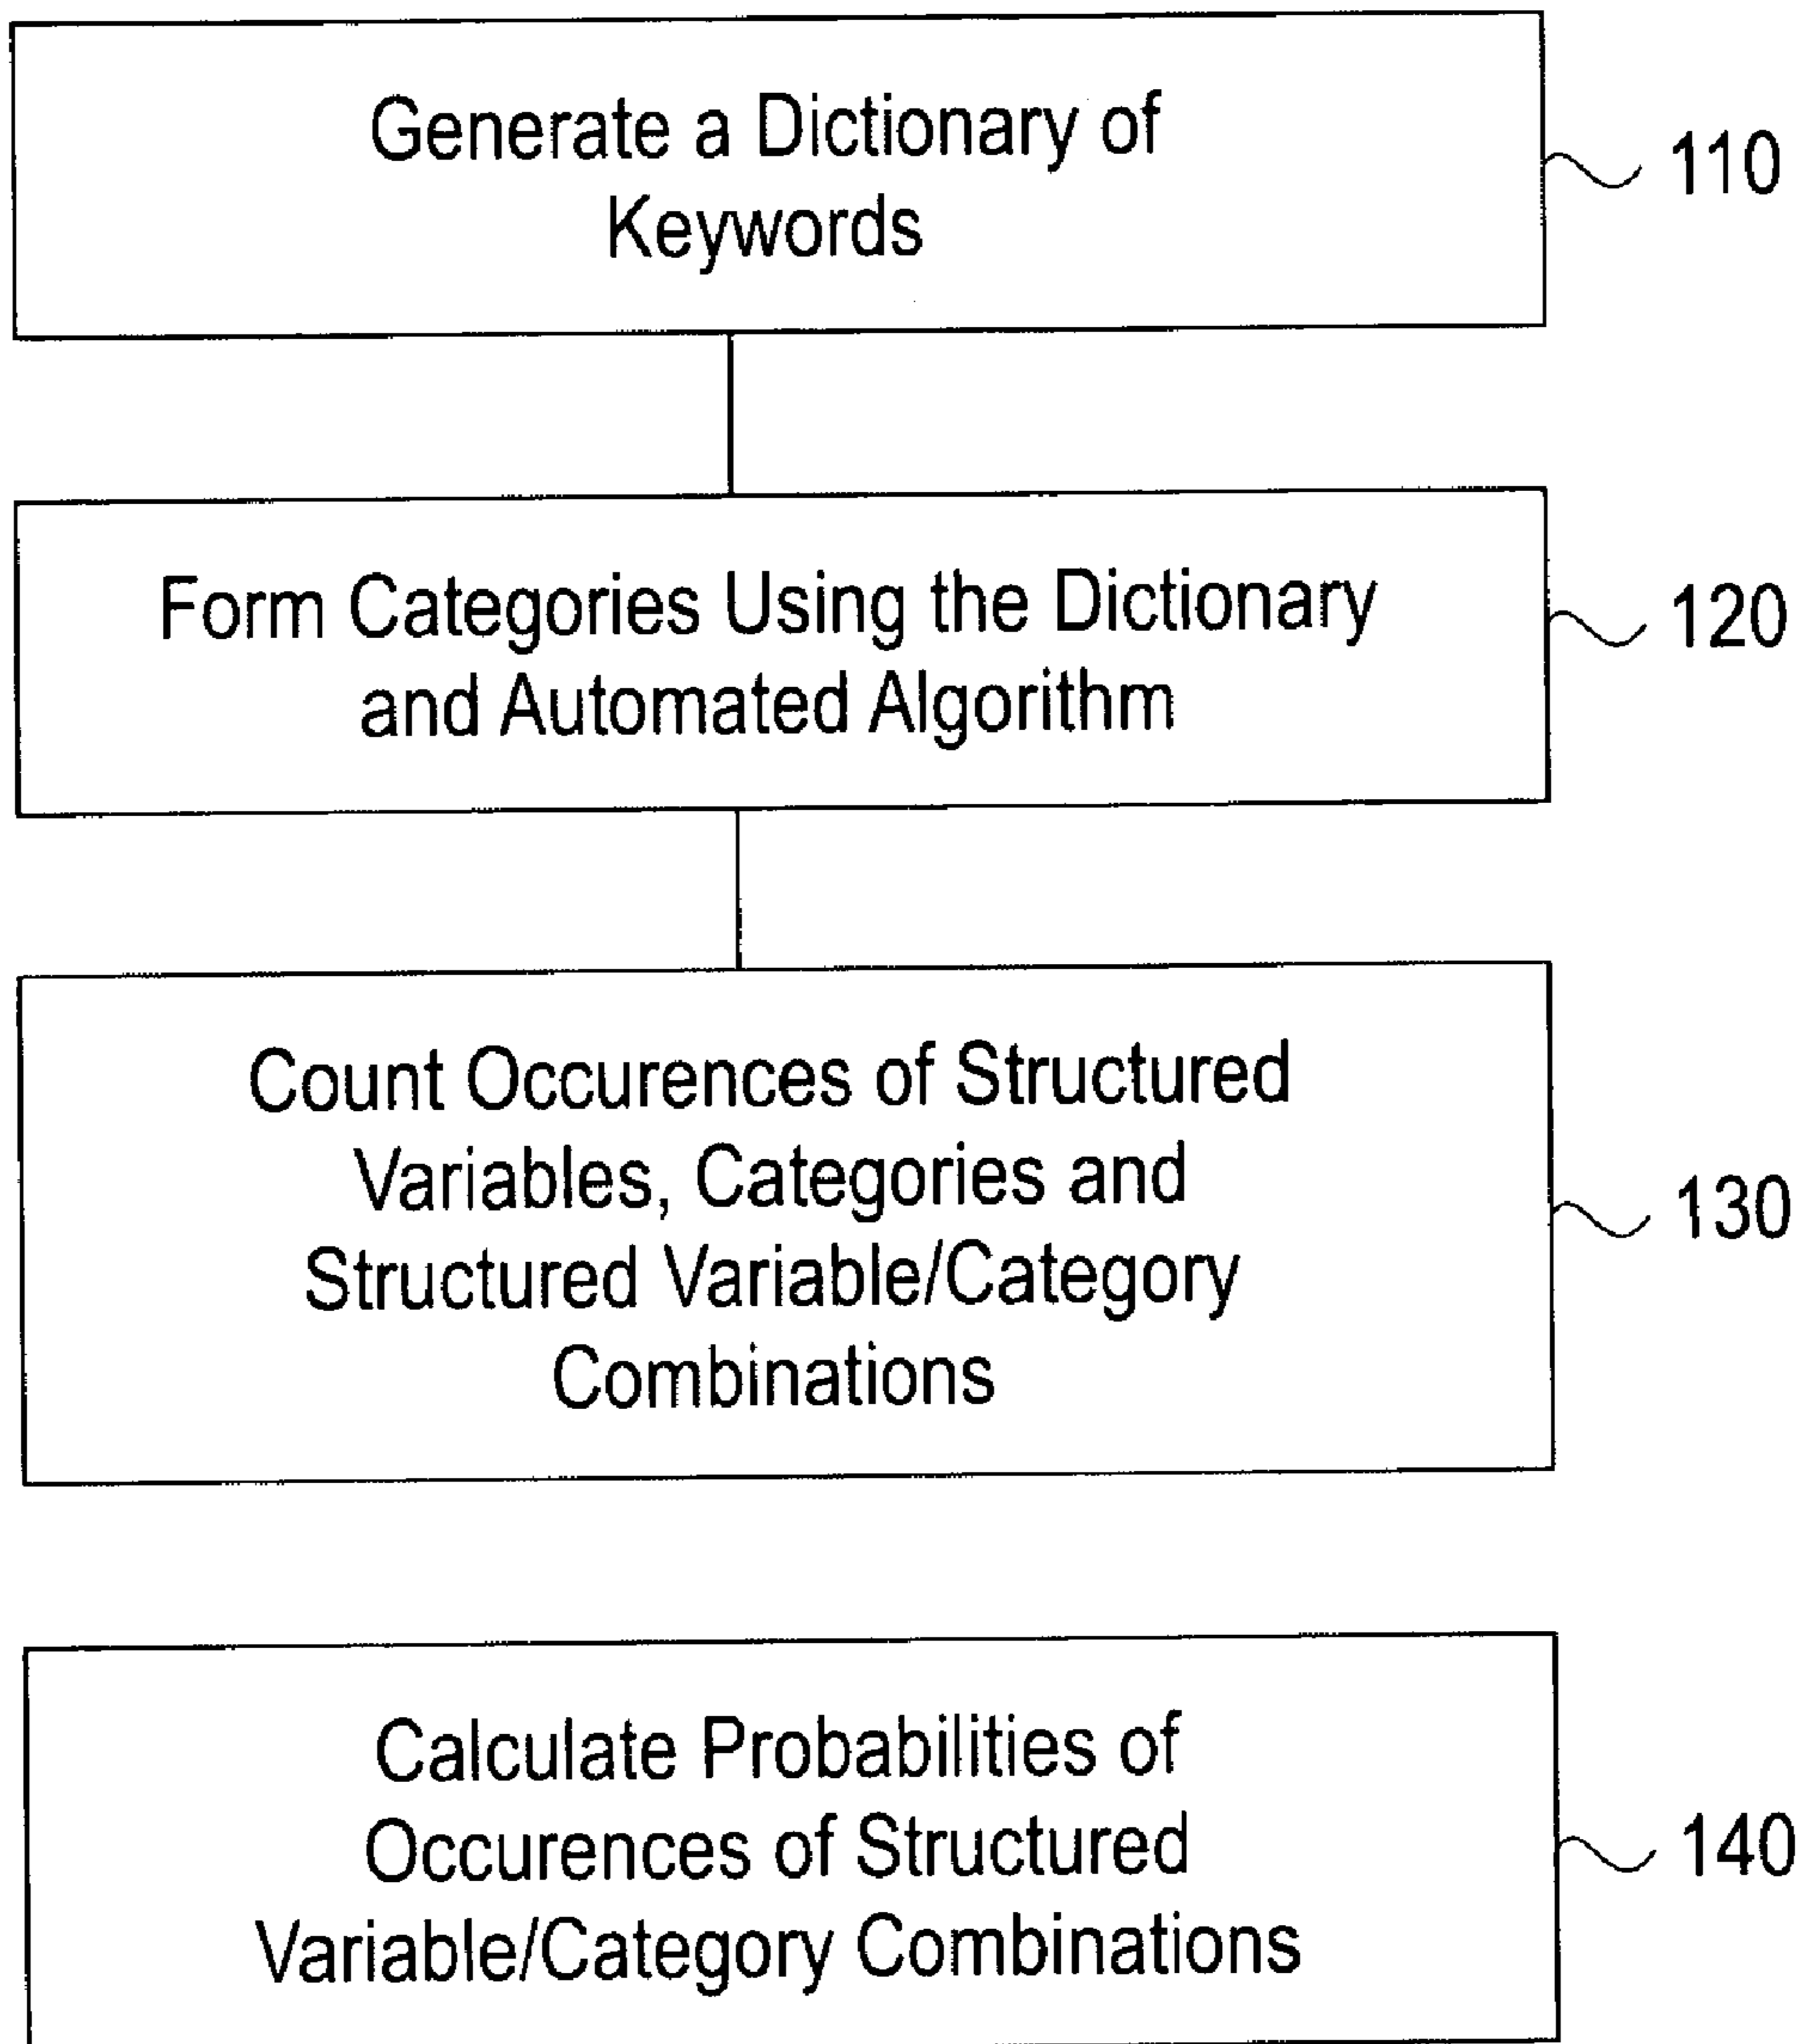 Generate a Dictionary of
Keywords
110
Form Categories Using the Dictionary
and Automated Algorithm
120
Count Occurences of Structured
Variables, Categories and
Structured Variable/Category
Combinations
130
Calculate Probabilities of
Occurences of Structured
Variable/Category Combinations
140